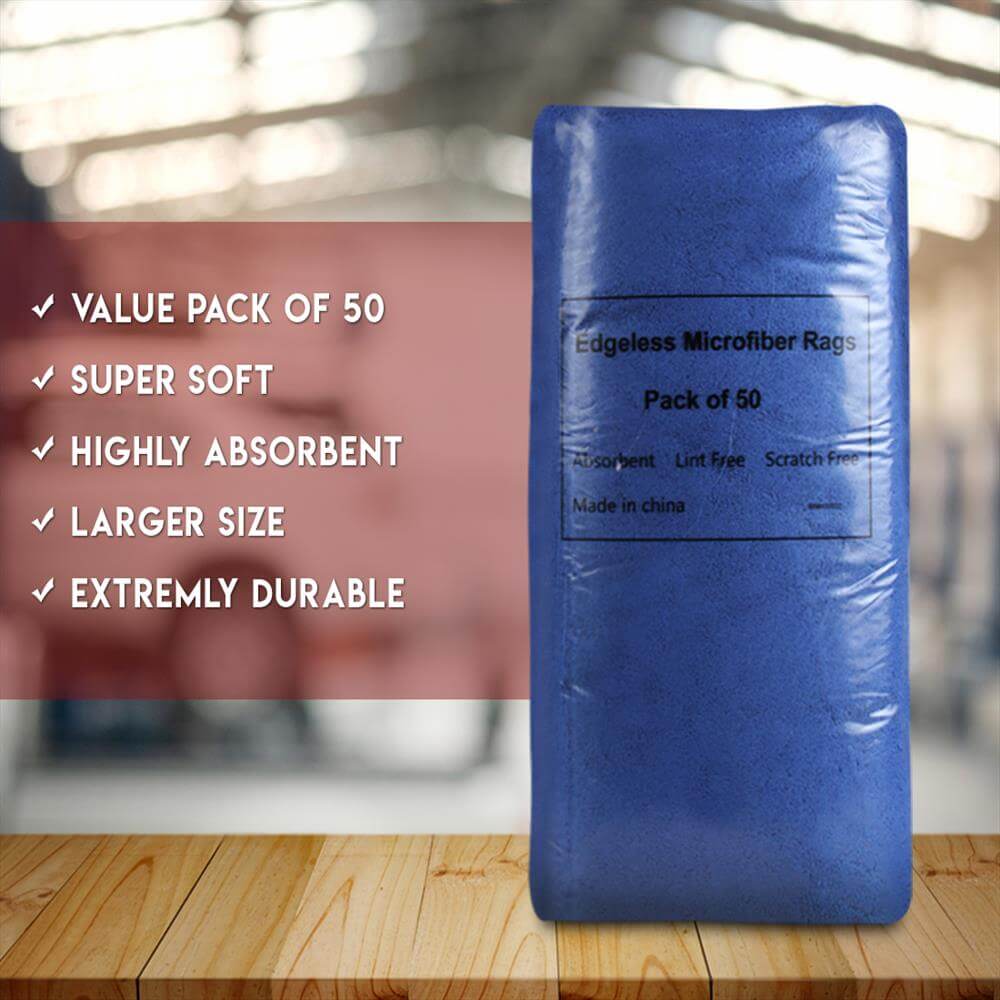 VALUE PACK OF 50
SUPER SOFT
HIGHLY ABSORBENT
LARGER SIZE
EXTREMLY DURABLE
Edgeless Microfiber Rags
Pack of 50
Absorbent Lint Free Scratch Free
Made in china